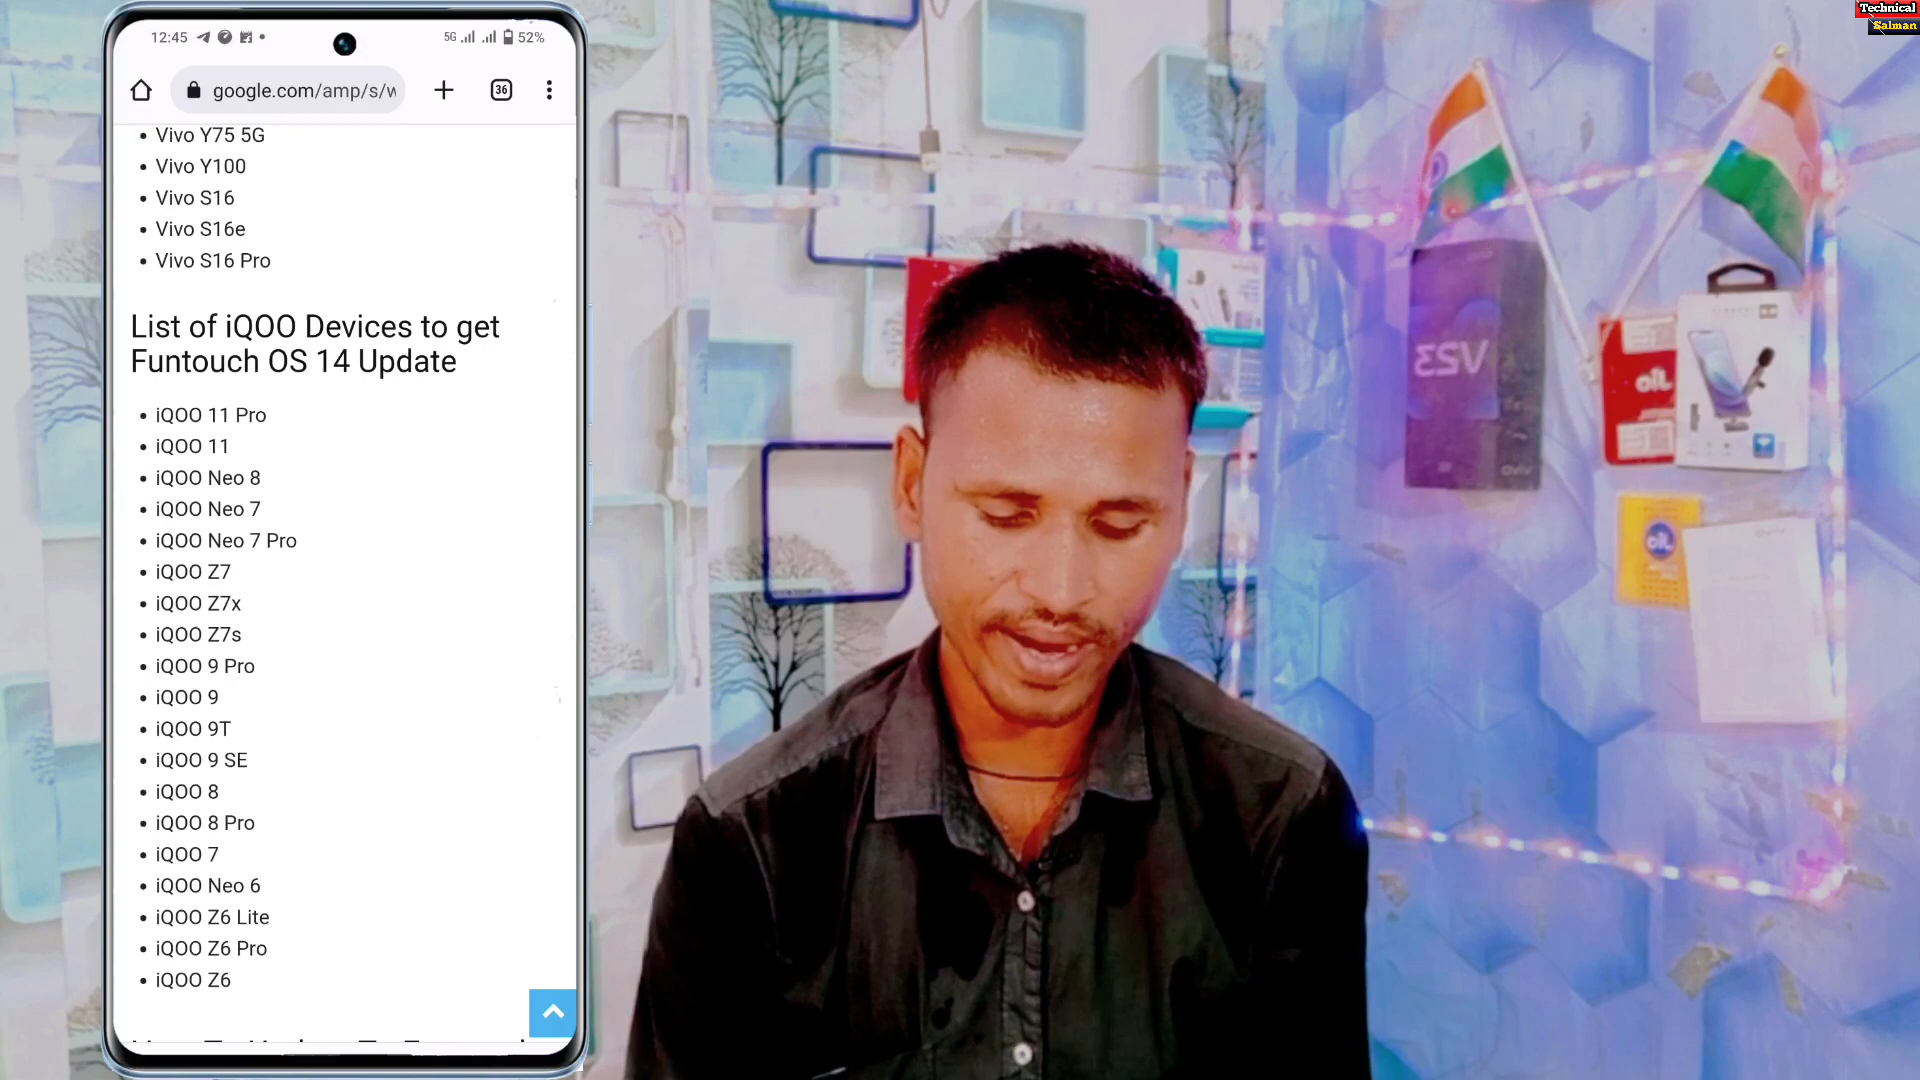 12:45
5G
52%
google.com/amp/s/w
36
• Vivo Y75 5G
• Vivo Y100
• Vivo S16
• Vivo S16e
• Vivo S16 Pro
List of iQOO Devices to get
Funtouch OS 14 Update
• iQOO 11 Pro
• iQOO 11
• iQOO Neo 8
• iQOO Neo 7
• iQOO Neo 7 Pro
• iQOO Z7
• iQOO Z7x
• iQOO Z7s
• iQOO 9 Pro
• iQOO 9
• iQOO 9T
• iQOO 9 SE
• iQOO 8
• iQOO 8 Pro
• iQOO 7
• iQOO Neo 6
• iQOO Z6 Lite
• iQOO Z6 Pro
• iQOO Z6
Technical
Salman
V23
vivo
Jio
Jio